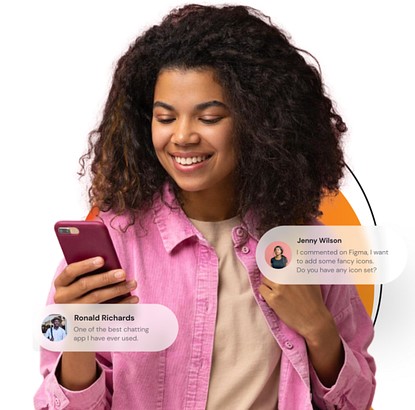 Jenny Wilson
I commented on Figma, I want
to add some fancy icons.
Do you have any icon set?
Ronald Richards
One of the best chatting
app I have ever used.